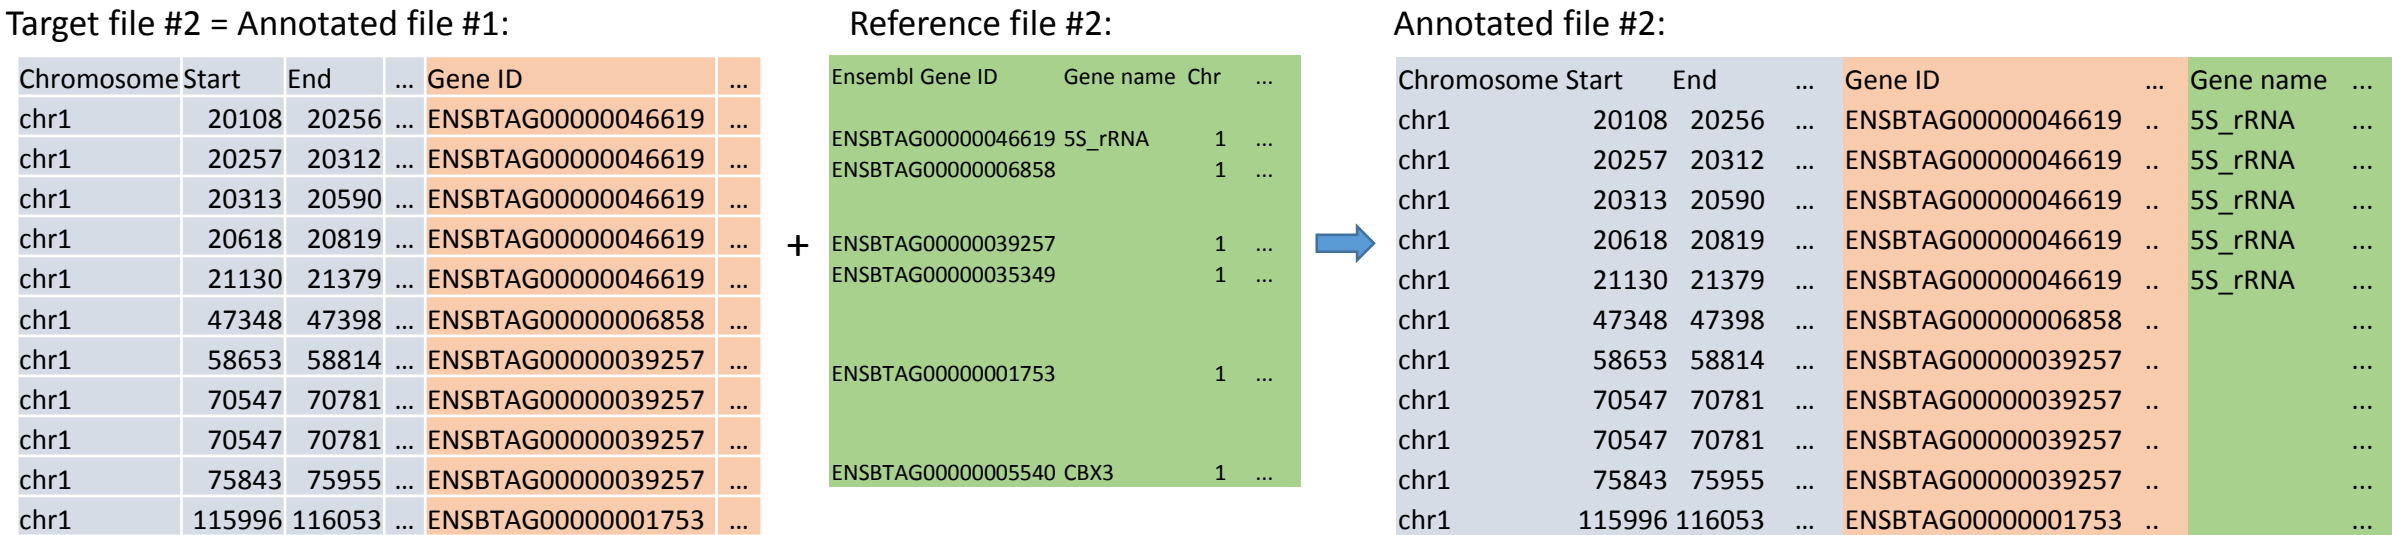 Target file #2 = Annotated file #1:
Chromosome Start End ... Gene ID ...
chr1 20108 20256 ... ENSBTAG00000046619 ...
chr1 20257 20312 ... ENSBTAG00000046619 ...
chr1 20313 20590 ... ENSBTAG00000046619 ...
chr1 20618 20819 ... ENSBTAG00000046619 ...
chr1 21130 21379 ... ENSBTAG00000046619 ...
chr1 47348 47398 ... ENSBTAG00000006858 ...
chr1 58653 58814 ... ENSBTAG00000039257 ...
chr1 70547 70781 ... ENSBTAG00000039257 ...
chr1 70547 70781 ... ENSBTAG00000039257 ...
chr1 75843 75955 ... ENSBTAG00000039257 ...
chr1 115996 116053 ... ENSBTAG00000001753 ...
+
Reference file #2:
Ensembl Gene ID Gene name Chr ...
ENSBTAG00000046619 5S_rRNA 1 ...
ENSBTAG00000006858 1 ...
ENSBTAG00000039257 1 ...
ENSBTAG00000035349 1 ...
ENSBTAG00000001753 1 ...
ENSBTAG00000005540 CBX3 1 ...
Annotated file #2:
Chromosome Start End ... Gene ID ... Gene name ...
chr1 20108 20256 ... ENSBTAG00000046619 .. 5S_rRNA ...
chr1 20257 20312 ... ENSBTAG00000046619 .. 5S_rRNA ...
chr1 20313 20590 ... ENSBTAG00000046619 .. 5S_rRNA ...
chr1 20618 20819 ... ENSBTAG00000046619 .. 5S_rRNA ...
chr1 21130 21379 ... ENSBTAG00000046619 .. 5S_rRNA ...
chr1 47348 47398 ... ENSBTAG00000006858 .. ...
chr1 58653 58814 ... ENSBTAG00000039257 .. ...
chr1 70547 70781 ... ENSBTAG00000039257 .. ...
chr1 70547 70781 ... ENSBTAG00000039257 .. ...
chr1 75843 75955 ... ENSBTAG00000039257 .. ...
chr1 115996 116053 ... ENSBTAG00000001753 .. ...